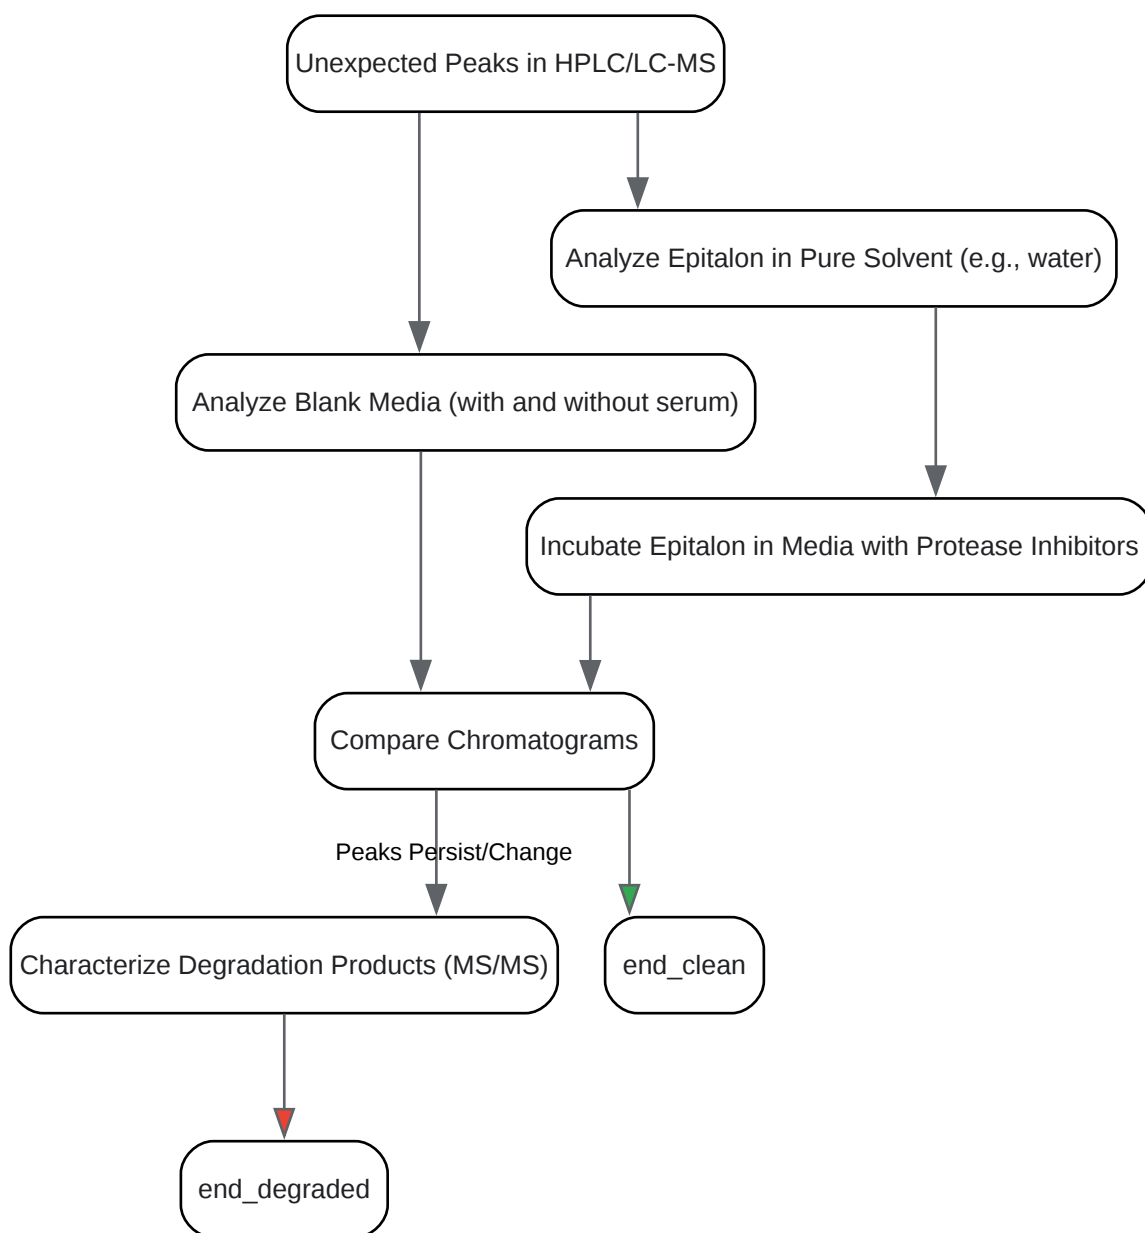 Unexpected Peaks in HPLC/LC-MS
Analyze Epitalon in Pure Solvent (e.g., water)
Analyze Blank Media (with and without serum)
Incubate Epitalon in Media with Protease Inhibitors
Compare Chromatograms
Peaks Persist/Change
Characterize Degradation Products (MS/MS)
end_clean
end_degraded